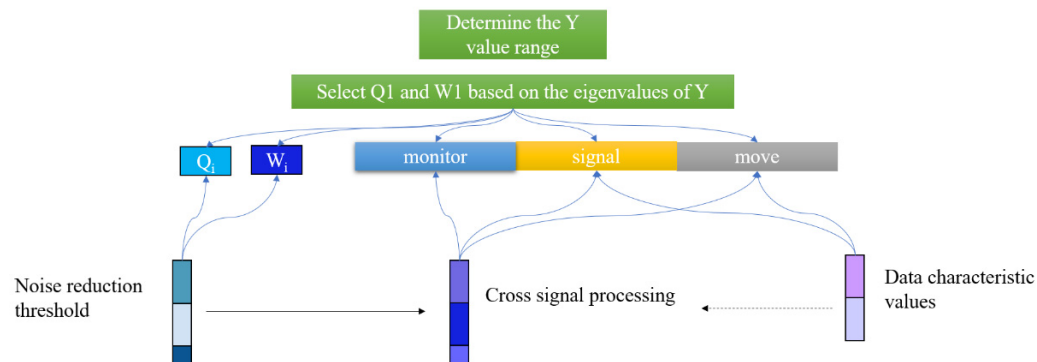 Determine the Y
value range
Select Q1 and W1 based on the eigenvalues of Y
Qi
Wi
monitor
signal
move
Noise reduction
threshold
Cross signal processing
Data characteristic
values